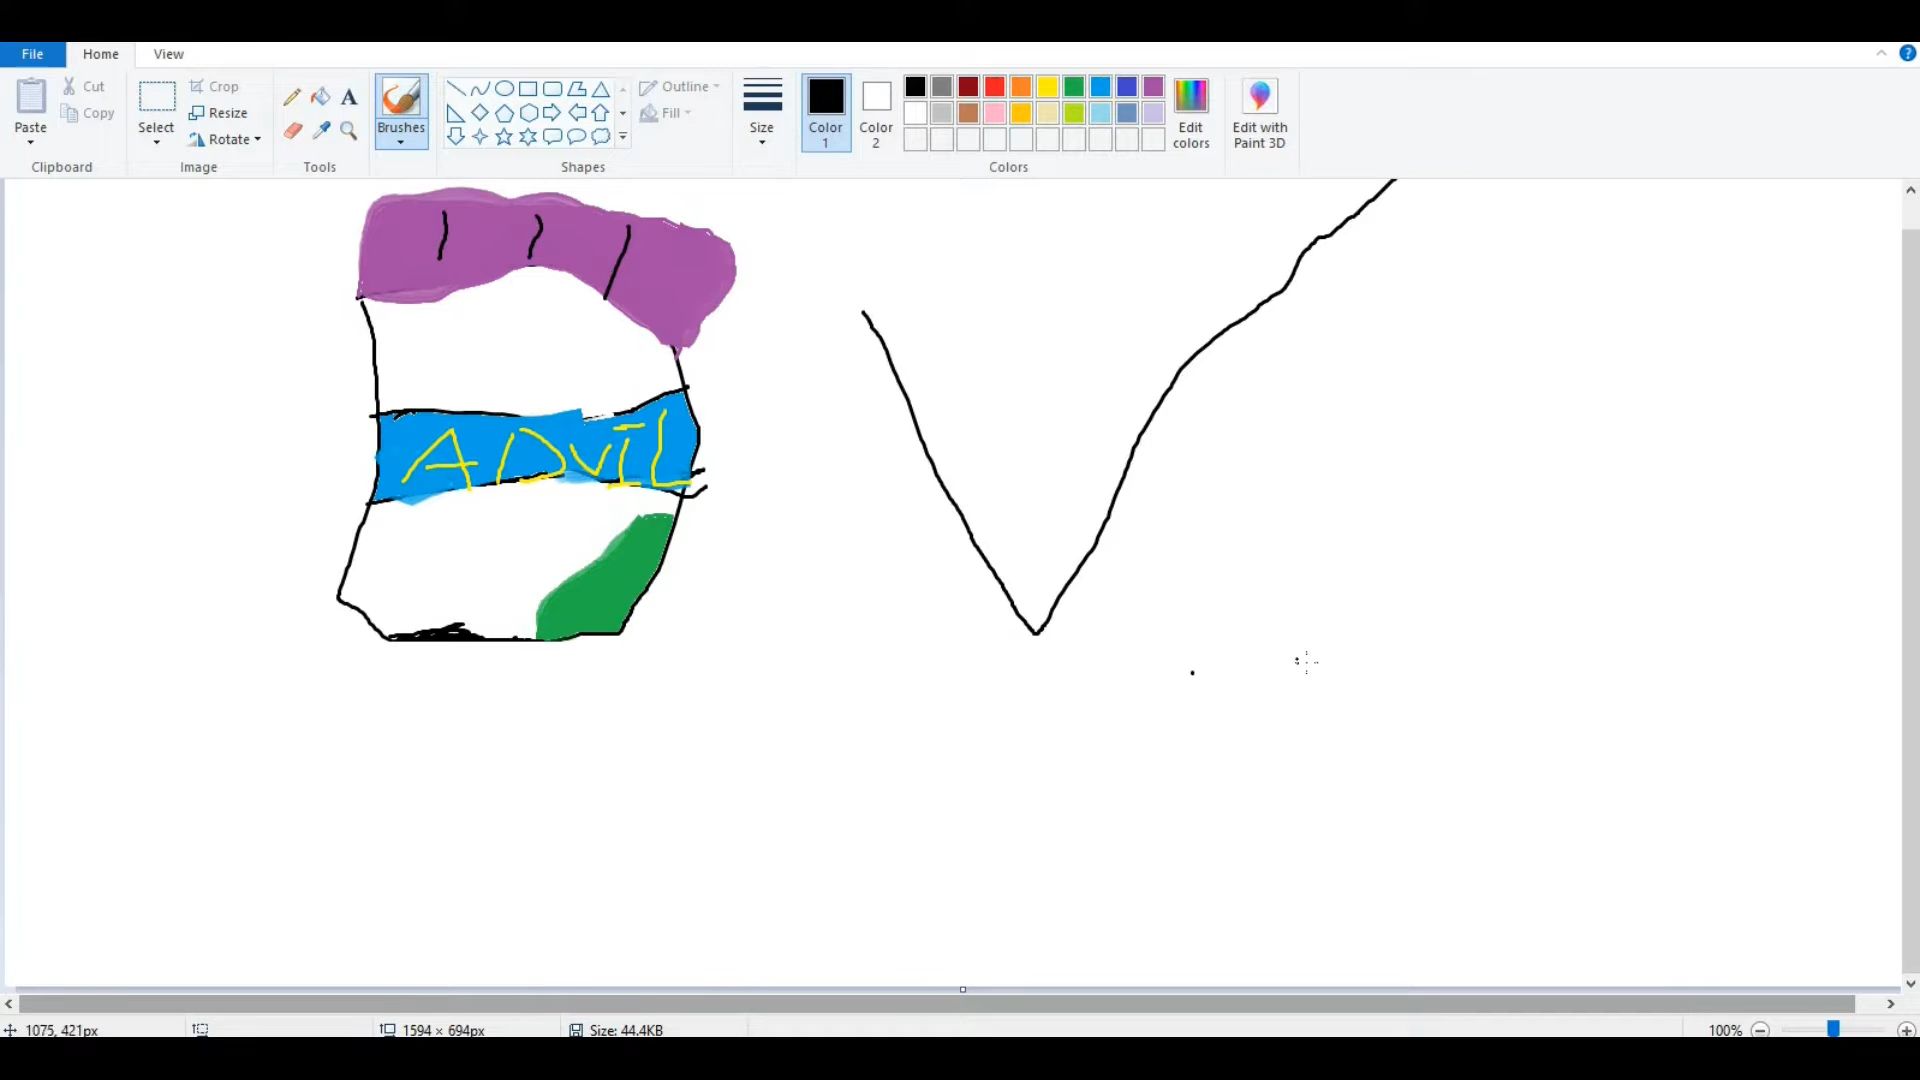 File Home View
Paste Cut Copy Clipboard
Select Crop Resize Rotate Image
Tools
Brushes
Outline Fill Shapes
Size
Color 1 Color 2 Edit colors Edit with Paint 3D
Colors
ADviL
1075, 421px 1594 × 694px Size: 44.4KB 100%